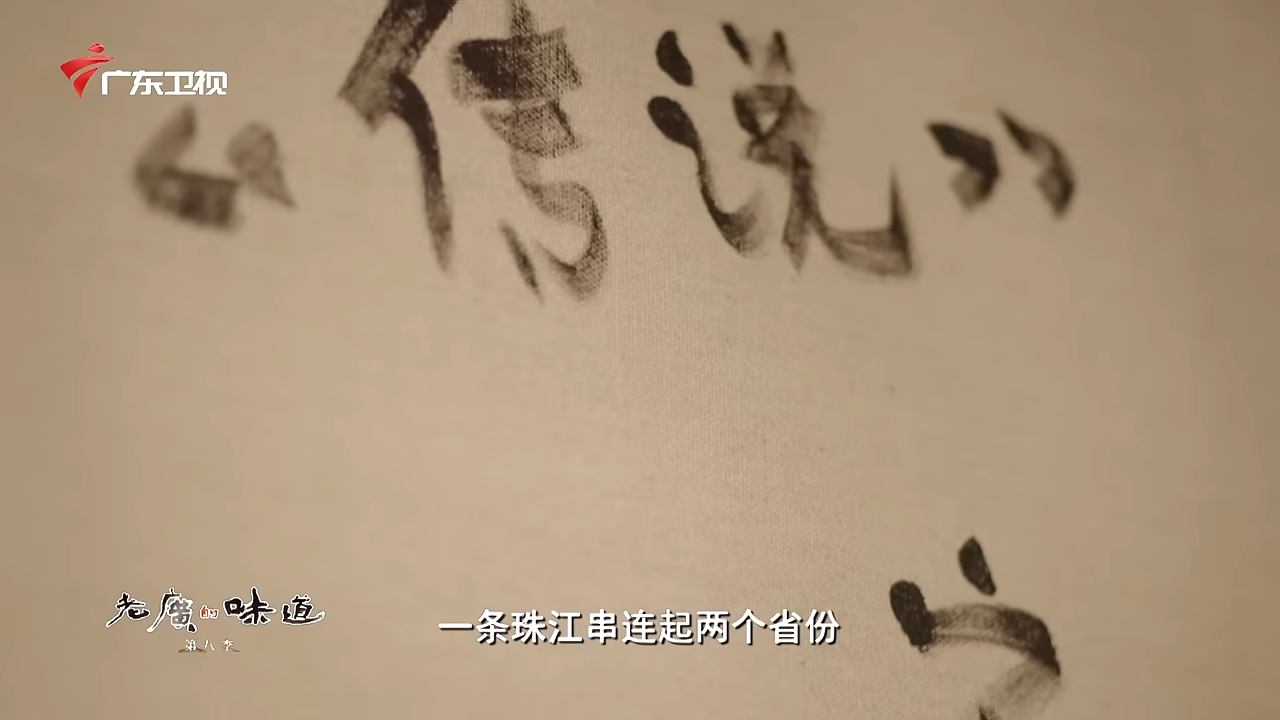 广东卫视
“传说”
老廣的味道
第八季
一条珠江串连起两个省份